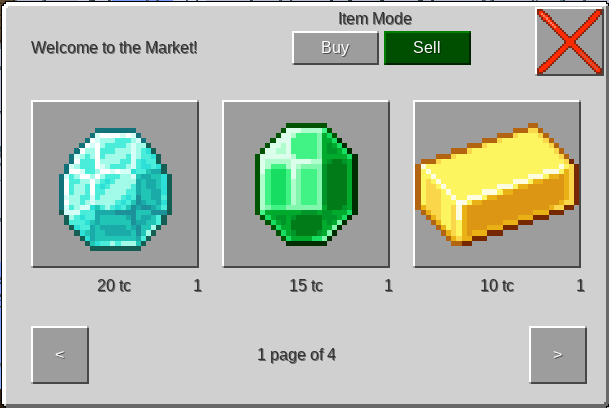 Item Mode
Welcome to the Market!
Buy
Sell
20 tc
1
15 tc
1
10 tc
1
<
1 page of 4
>